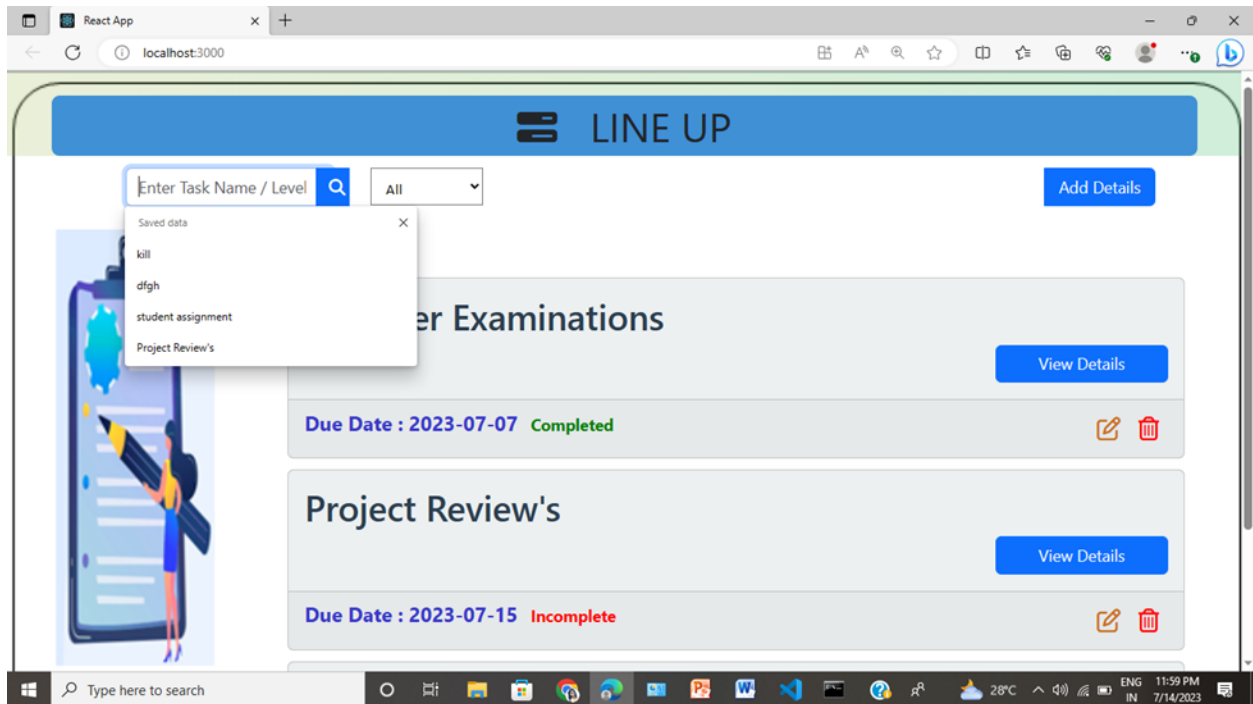 React App
localhost:3000
LINE UP
Enter Task Name / Level
All
Add Details
Saved data
kill
dfgh
student assignment
Project Review's
er Examinations
View Details
Due Date : 2023-07-07 Completed
Project Review's
View Details
Due Date : 2023-07-15 Incomplete
Type here to search
28°C
ENG
IN
11:59 PM
7/14/2023